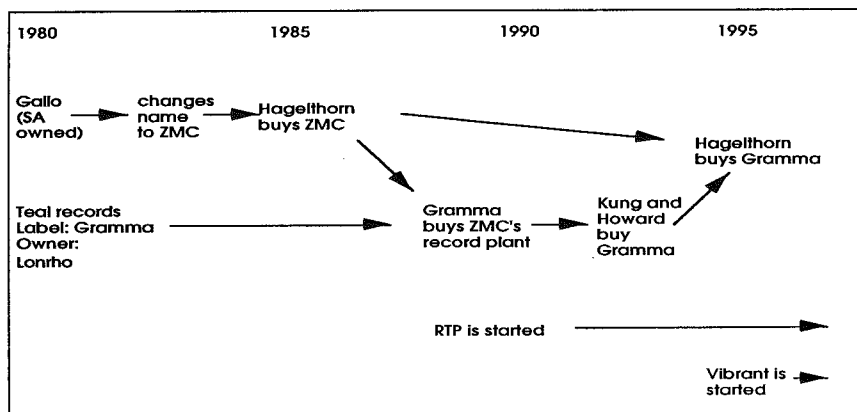 1980 1985 1990 1995
Gallo
(SA
owned)
changes
name
to ZMC
Hagelthorn
buys ZMC
Hagelthorn
buys Gramma
Teal records
Label: Gramma
Owner:
Lonrho
Gramma
buys ZMC's
record plant
Kung and
Howard
buy
Gramma
RTP is started
Vibrant is
started